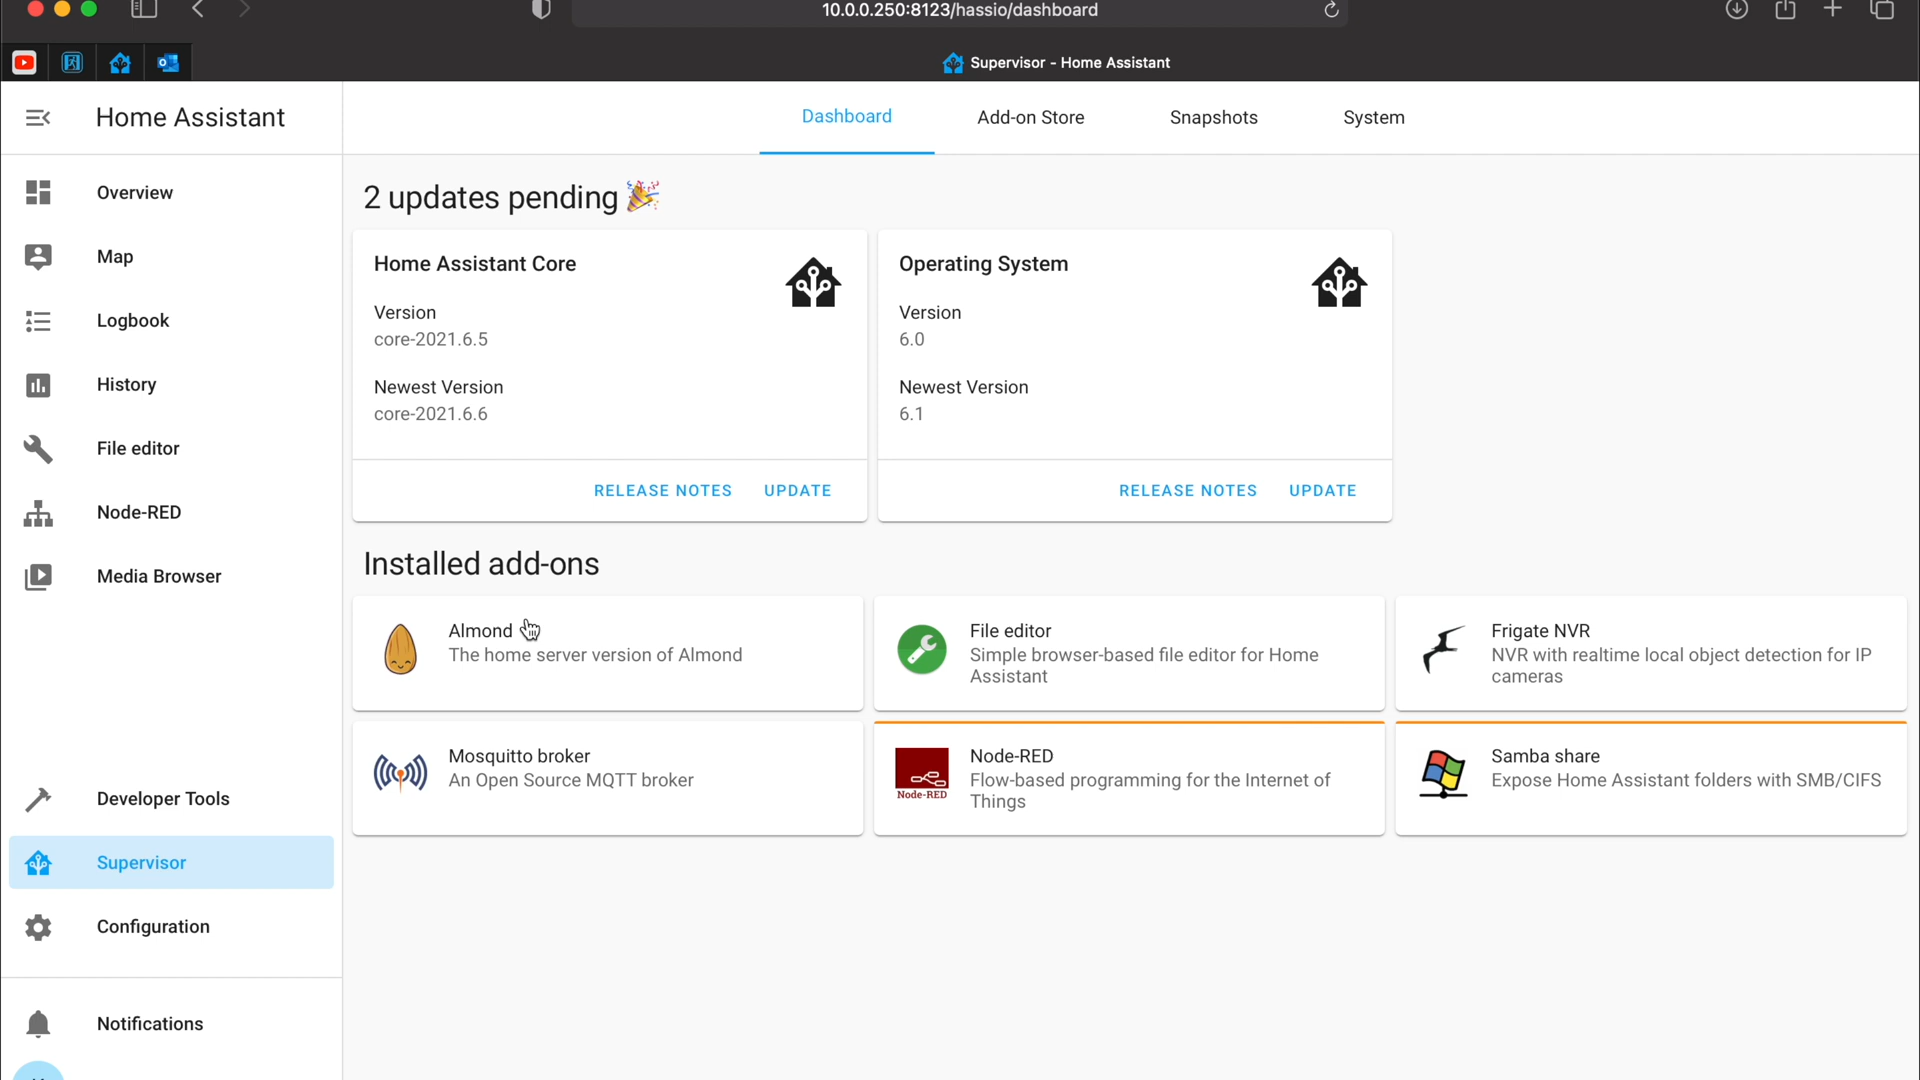 10.0.0.250:8123/hassio/dashboard
Supervisor - Home Assistant
Home Assistant
Dashboard
Add-on Store
Snapshots
System
Overview
Map
Logbook
History
File editor
Node-RED
Media Browser
Developer Tools
Supervisor
Configuration
Notifications
2 updates pending 🎉
Home Assistant Core
Version
core-2021.6.5
Newest Version
core-2021.6.6
RELEASE NOTES
UPDATE
Operating System
Version
6.0
Newest Version
6.1
RELEASE NOTES
UPDATE
Installed add-ons
Almond
The home server version of Almond
File editor
Simple browser-based file editor for Home
Assistant
Frigate NVR
NVR with realtime local object detection for IP
cameras
Mosquitto broker
An Open Source MQTT broker
Node-RED
Node-RED
Flow-based programming for the Internet of
Things
Samba share
Expose Home Assistant folders with SMB/CIFS